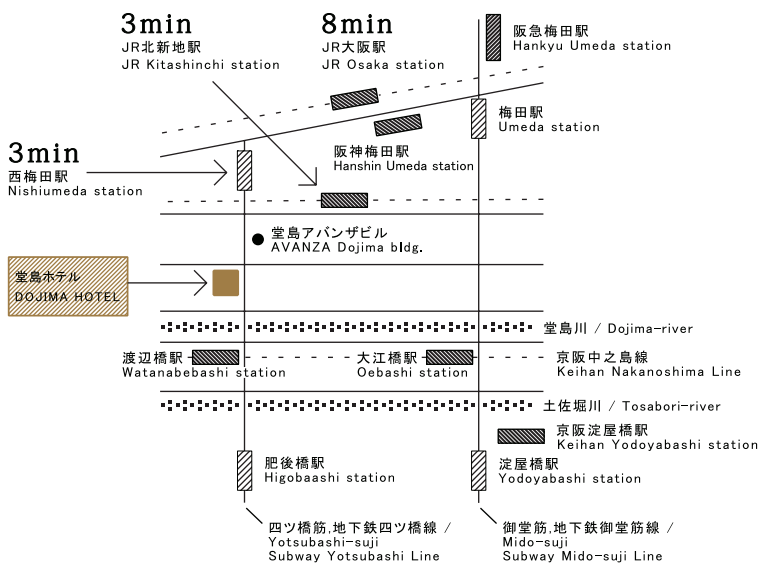 3min
JR北新地駅
JR Kitashinchi station
8min
JR大阪駅
JR Osaka station
阪急梅田駅
Hankyu Umeda station
梅田駅
Umeda station
3min
西梅田駅
Nishiumeda station
阪神梅田駅
Hanshin Umeda station
堂島アバンザビル
AVANZA Dojima bldg.
堂島ホテル
DOJIMA HOTEL
堂島川 / Dojima-river
渡辺橋駅
Watanabebashi station
大江橋駅
Oebashi station
京阪中之島線
Keihan Nakanoshima Line
土佐堀川 / Tosabori-river
京阪淀屋橋駅
Keihan Yodoyabashi station
肥後橋駅
Higobaashi station
淀屋橋駅
Yodoyabashi station
四ツ橋筋,地下鉄四ツ橋線 /
Yotsubashi-suji
Subway Yotsubashi Line
御堂筋,地下鉄御堂筋線 /
Mido-suji
Subway Mido-suji Line